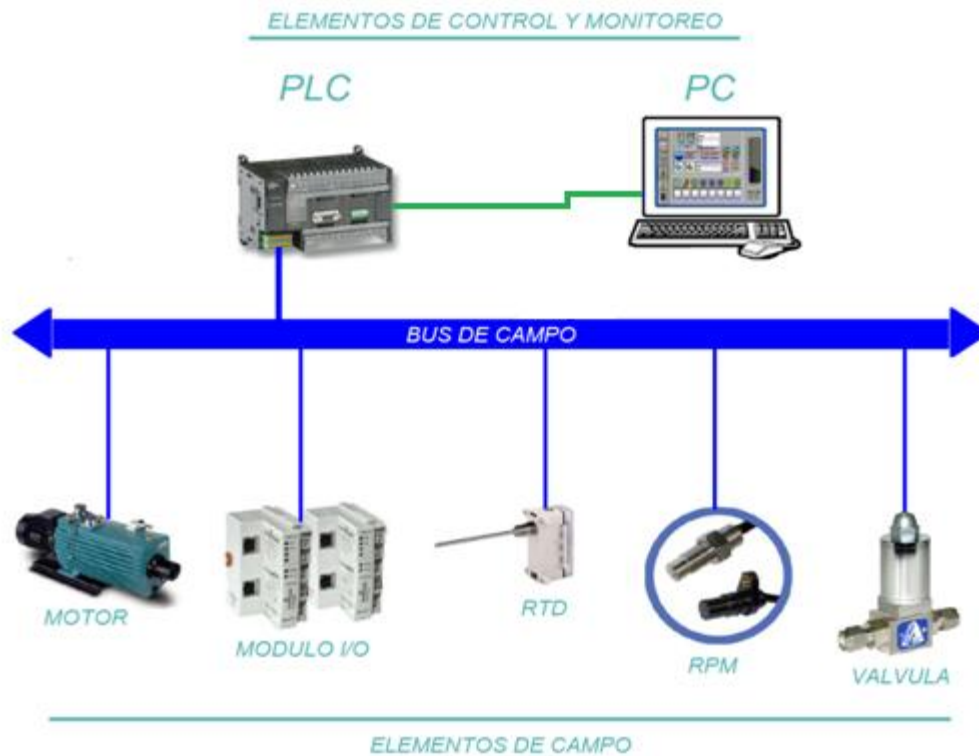 ELEMENTOS DE CONTROL Y MONITOREO
PLC
PC
BUS DE CAMPO
MOTOR
MODULO I/O
RTD
RPM
VALVULA
ELEMENTOS DE CAMPO